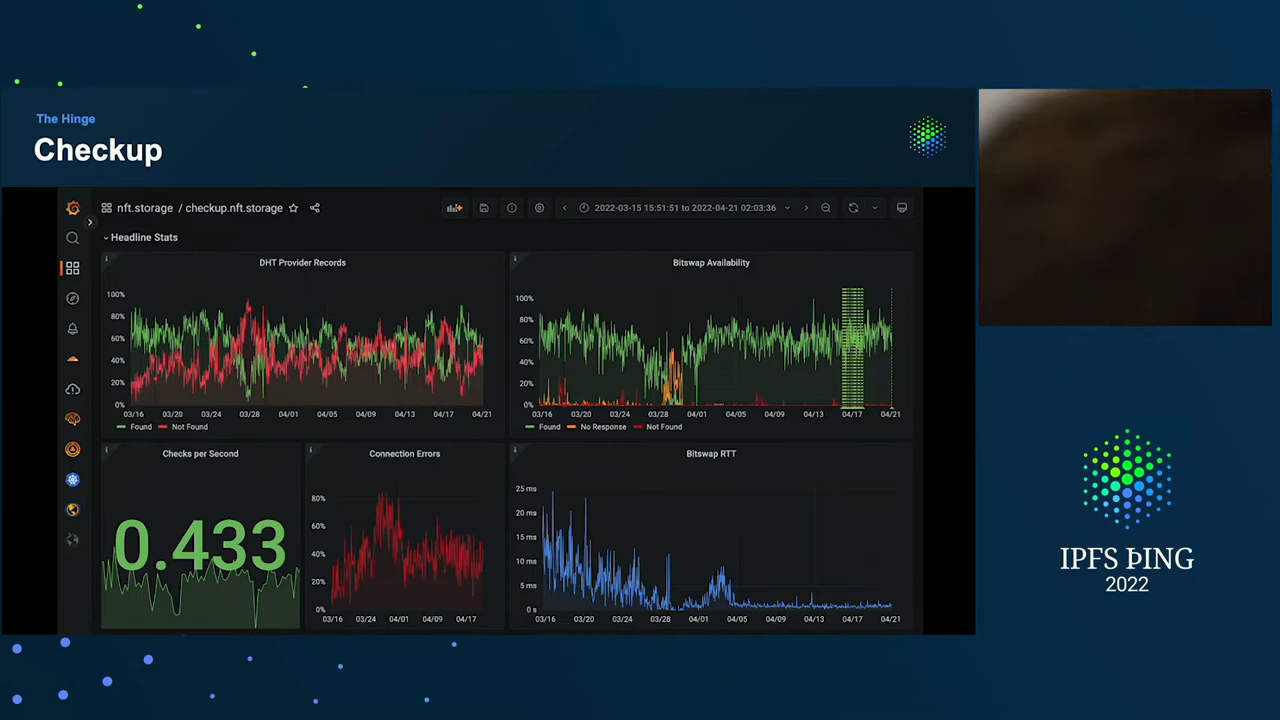 The Hinge
Checkup
nft.storage / checkup.nft.storage
2022-03-15 15:51:51 to 2022-04-21 02:03:36
Headline Stats
DHT Provider Records
100%
80%
60%
40%
20%
0%
03/16 03/20 03/24 03/28 04/01 04/05 04/09 04/13 04/17 04/21
Found Not Found
Bitswap Availability
100%
80%
60%
40%
20%
0%
03/16 03/20 03/24 03/28 04/01 04/05 04/09 04/13 04/17 04/21
Found No Response Not Found
Checks per Second
0.433
Connection Errors
80%
60%
40%
20%
0%
03/16 03/24 04/01 04/09 04/17
Bitswap RTT
25 ms
20 ms
15 ms
10 ms
5 ms
0 s
03/16 03/20 03/24 03/28 04/01 04/05 04/09 04/13 04/17 04/21
IPFS ÞING
2022